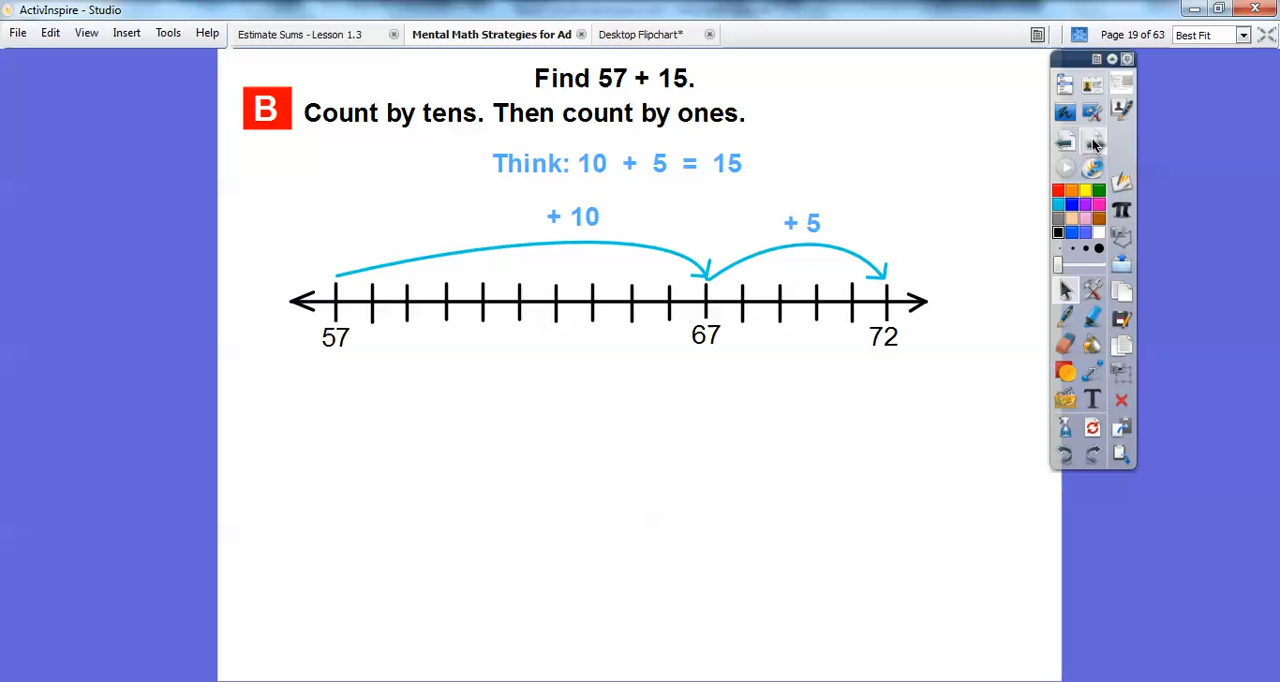 ActivInspire - Studio
File Edit View Insert Tools Help
Estimate Sums - Lesson 1.3
Mental Math Strategies for Ad
Desktop Flipchart*
Page 19 of 63
Best Fit
Find 57 + 15.
B Count by tens. Then count by ones.
Think: 10 + 5 = 15
+ 10
+ 5
57 67 72